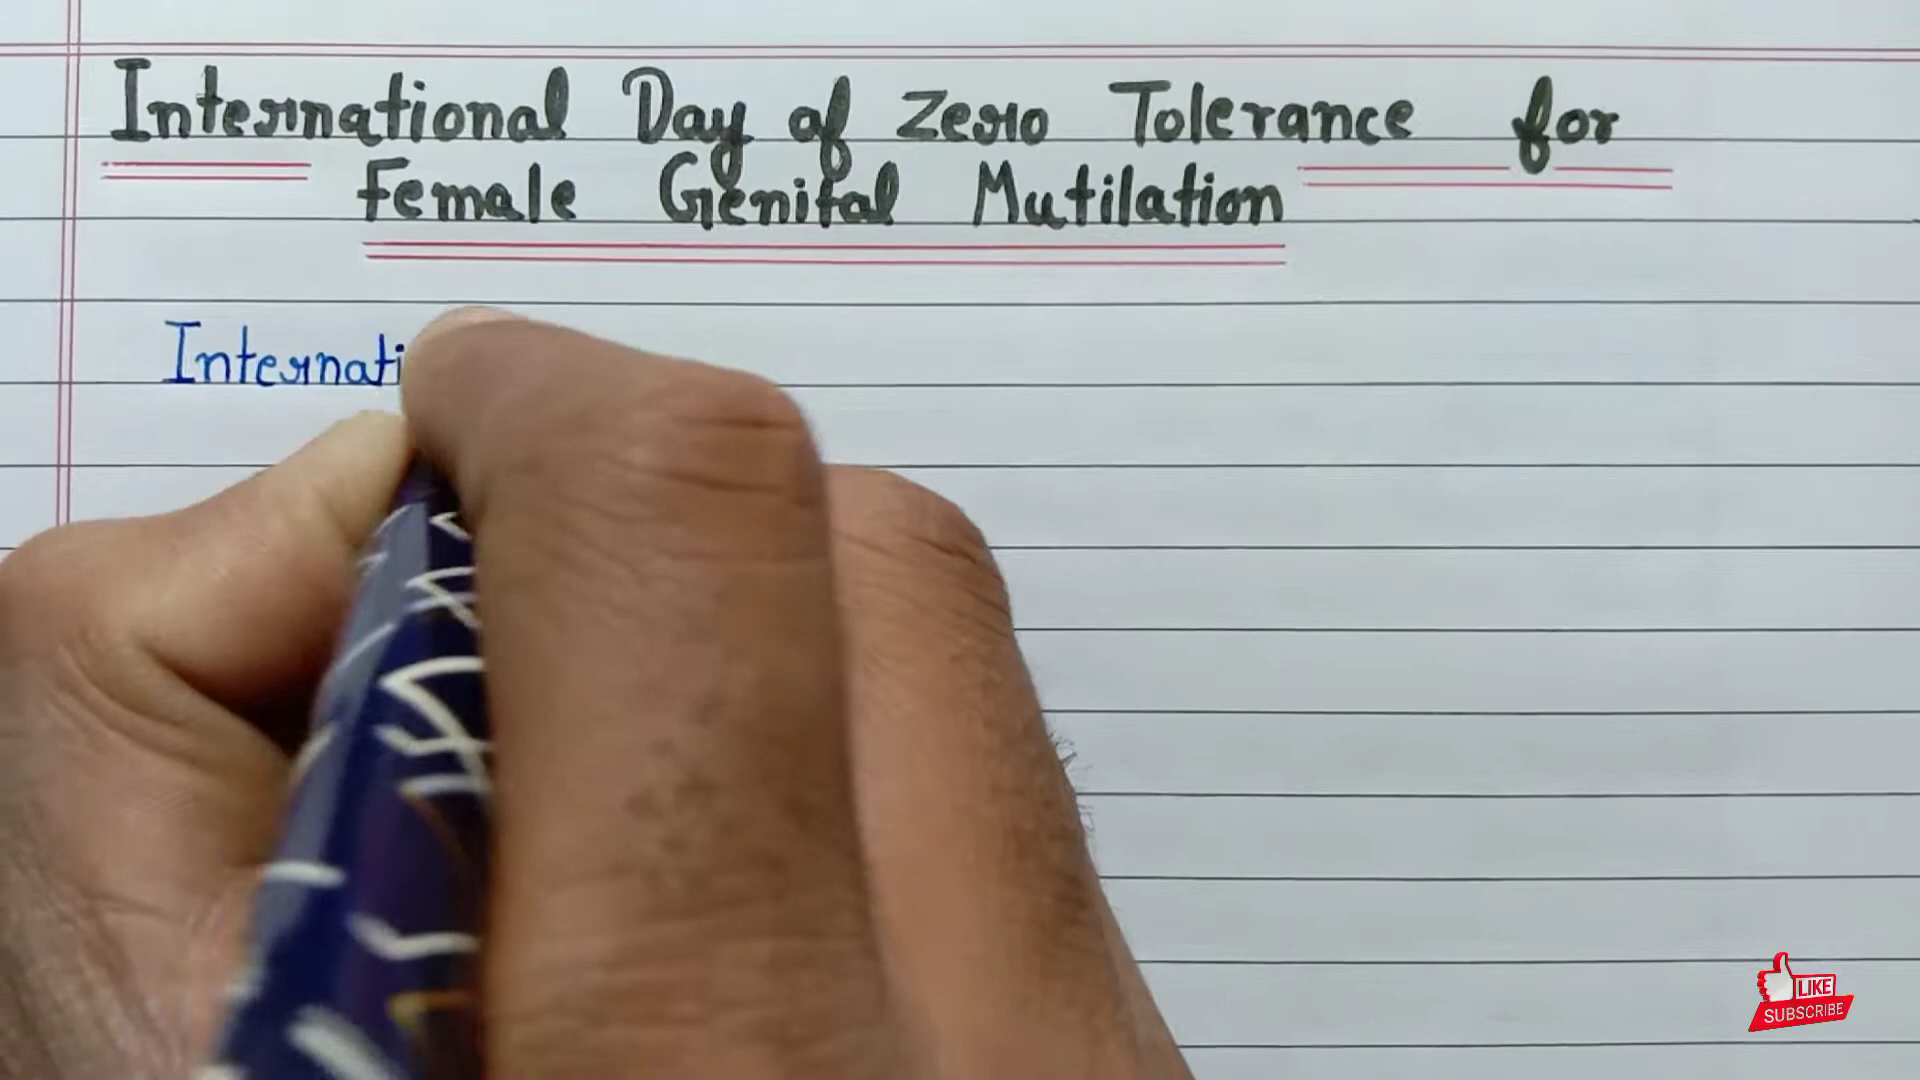 International Day of Zero Tolerance for
Female Genital Mutilation
Internati
LIKE
SUBSCRIBE